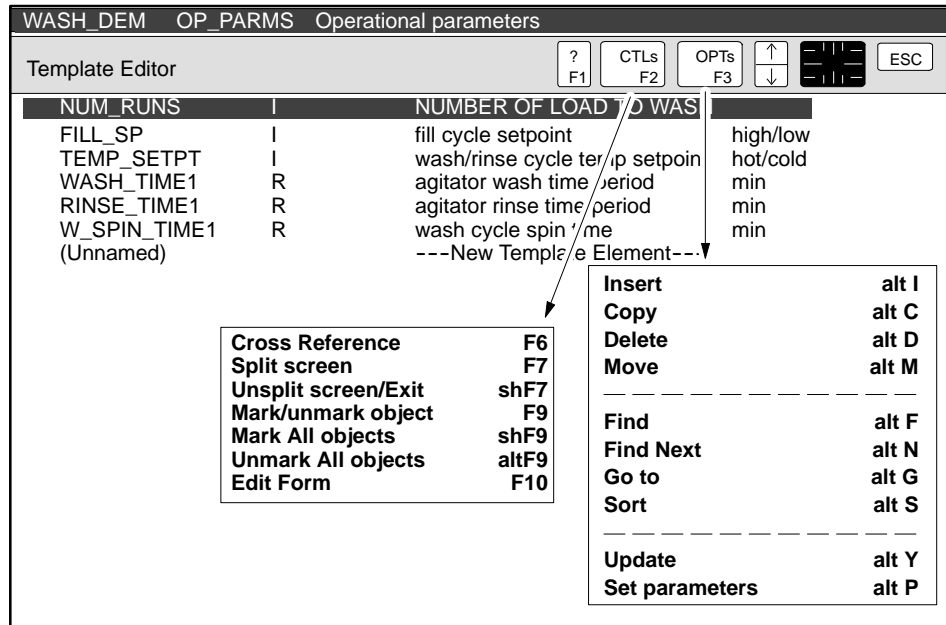 WASH_DEM OP_PARMS Operational parameters
Template Editor
? F1 CTLs F2 OPTs F3 ↑ ↓ ESC
NUM_RUNS I NUMBER OF LOAD TO WASH
FILL_SP I fill cycle setpoint high/low
TEMP_SETPT I wash/rinse cycle temp setpoin hot/cold
WASH_TIME1 R agitator wash time period min
RINSE_TIME1 R agitator rinse time period min
W_SPIN_TIME1 R wash cycle spin time min
(Unnamed) ---New Template Element---
Cross Reference F6
Split screen F7
Unsplit screen/Exit shF7
Mark/unmark object F9
Mark All objects shF9
Unmark All objects altF9
Edit Form F10
Insert alt I
Copy alt C
Delete alt D
Move alt M
Find alt F
Find Next alt N
Go to alt G
Sort alt S
Update alt Y
Set parameters alt P